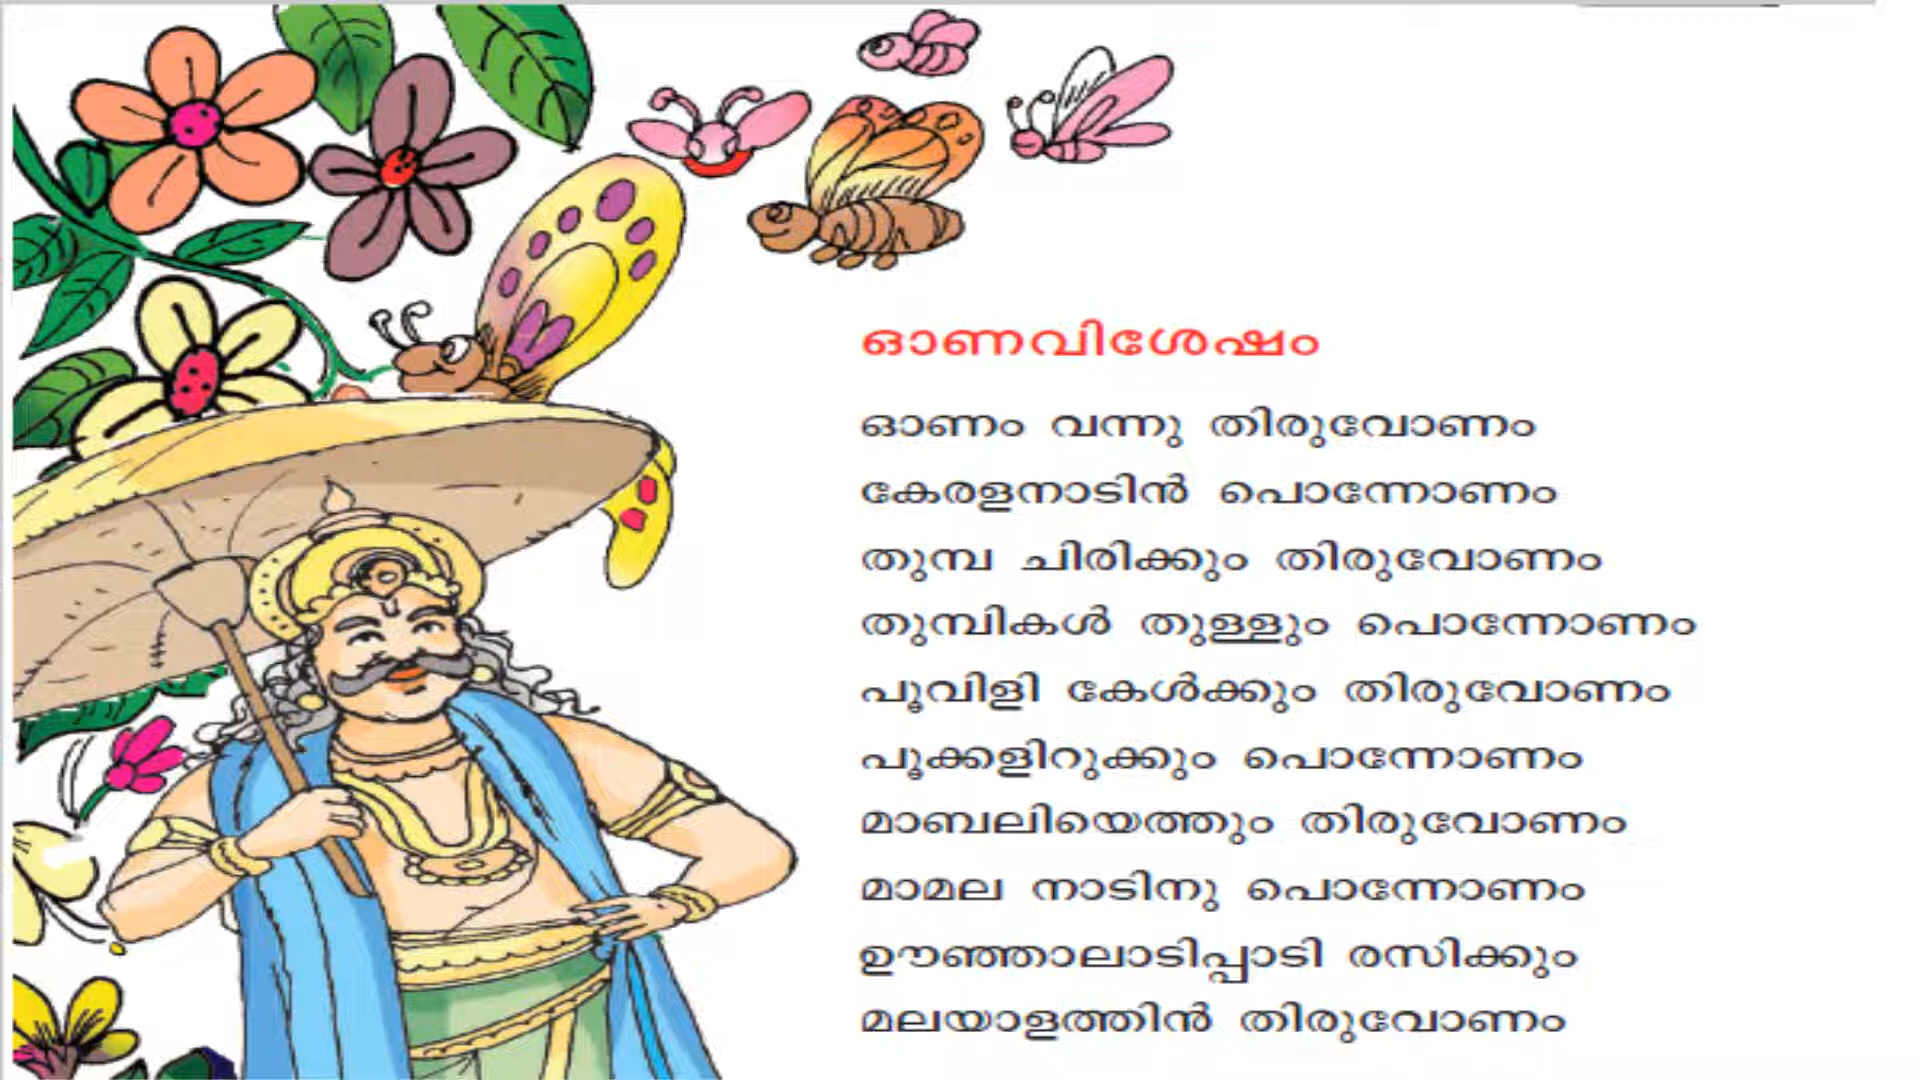 ഓണവിശേഷം
ഓണം വന്നു തിരുവോണം
കേരളനാടിൻ പൊന്നോണം
തുമ്പ ചിരിക്കും തിരുവോണം
തുമ്പികൾ തുള്ളും പൊന്നോണം
പൂവിളി കേൾക്കും തിരുവോണം
പൂക്കളിറുക്കും പൊന്നോണം
മാബലിയെത്തും തിരുവോണം
മാമല നാടിനു പൊന്നോണം
ഊഞ്ഞാലാടിപ്പാടി രസിക്കും
മലയാളത്തിൻ തിരുവോണം